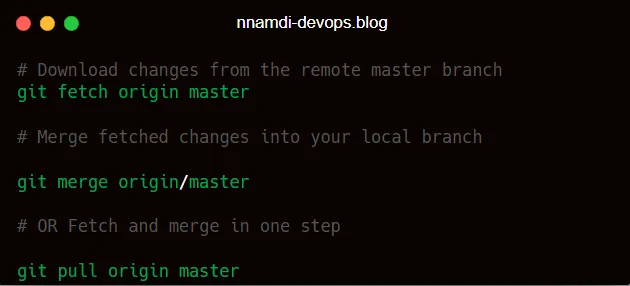 nnamdi-devops.blog
# Download changes from the remote master branch
git fetch origin master
# Merge fetched changes into your local branch
git merge origin/master
# OR Fetch and merge in one step
git pull origin master